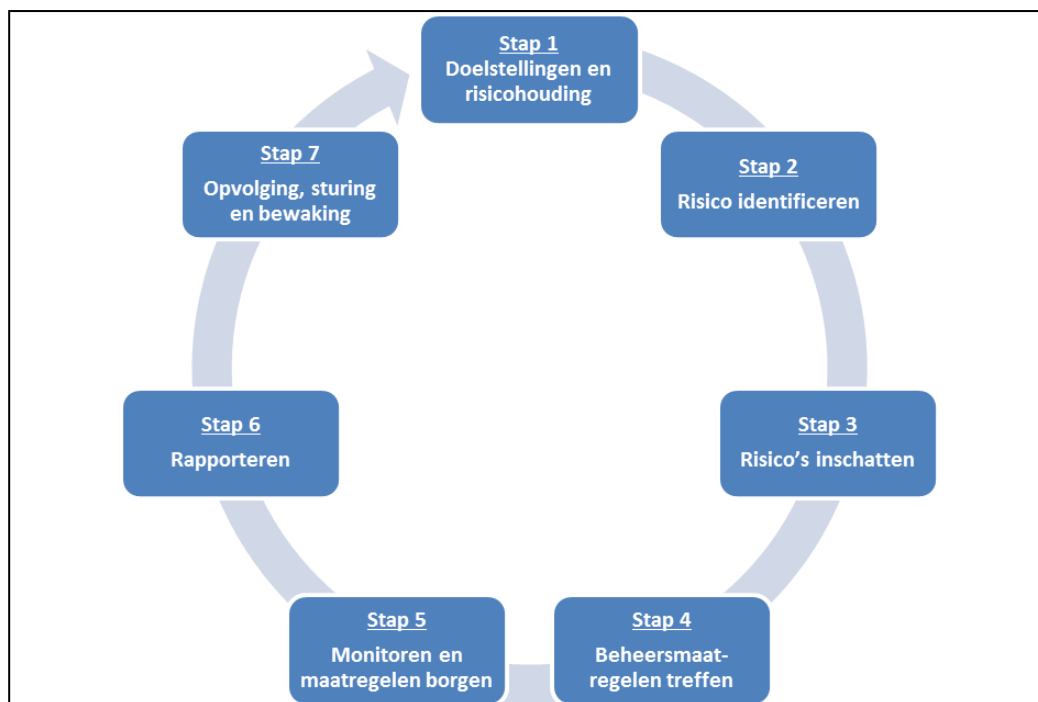 Stap 1
Doelstellingen en
risicohouding
Stap 2
Risico identificeren
Stap 3
Risico’s inschatten
Stap 4
Beheersmaat-
regelen treffen
Stap 5
Monitoren en
maatregelen borgen
Stap 6
Rapporteren
Stap 7
Opvolging, sturing
en bewaking